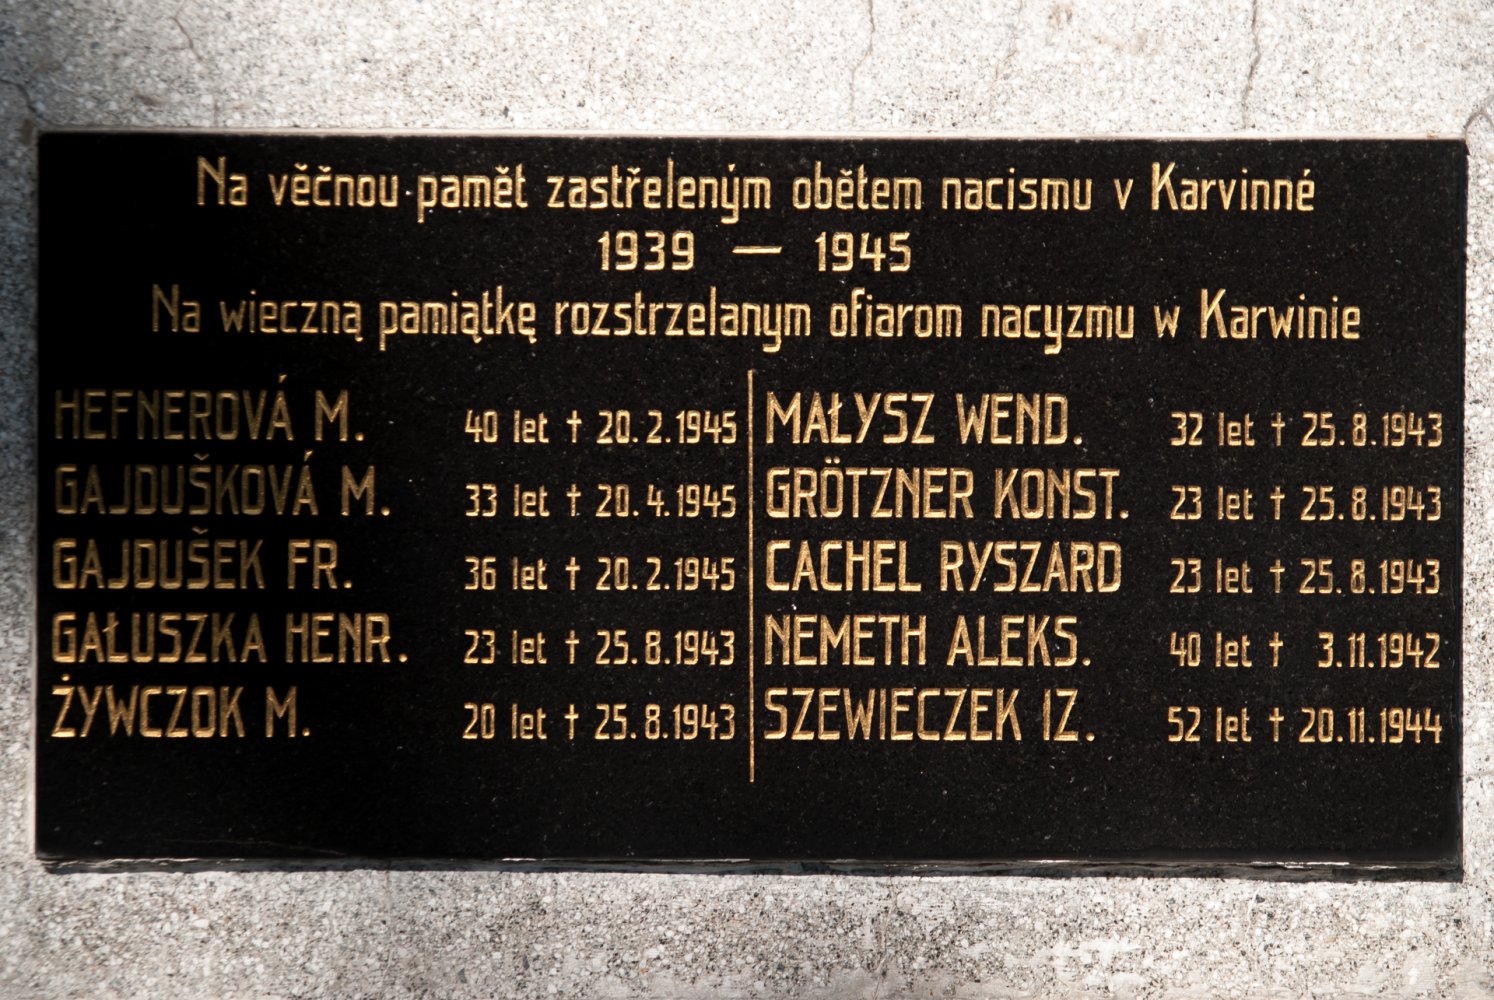 Na věčnou pamět zastřeleným obětem nacismu v Karvinné
1939 — 1945
Na wieczną pamiątkę rozstrzelanym ofiarom nacyzmu w Karwinie
HEFNEROVÁ M. 40 let † 20.2.1945
GAJDUŠKOVÁ M. 33 let † 20.4.1945
GAJDUŠEK FR. 36 let † 20.2.1945
GAŁUSZKA HENR. 23 let † 25.8.1943
ŻYWCZOK M. 20 let † 25.8.1943
MAŁYSZ WEND. 32 let † 25.8.1943
GRÖTZNER KONST. 23 let † 25.8.1943
CACHEL RYSZARD 23 let † 25.8.1943
NEMETH ALEKS. 40 let † 3.11.1942
SZEWIECZEK IZ. 52 let † 20.11.1944